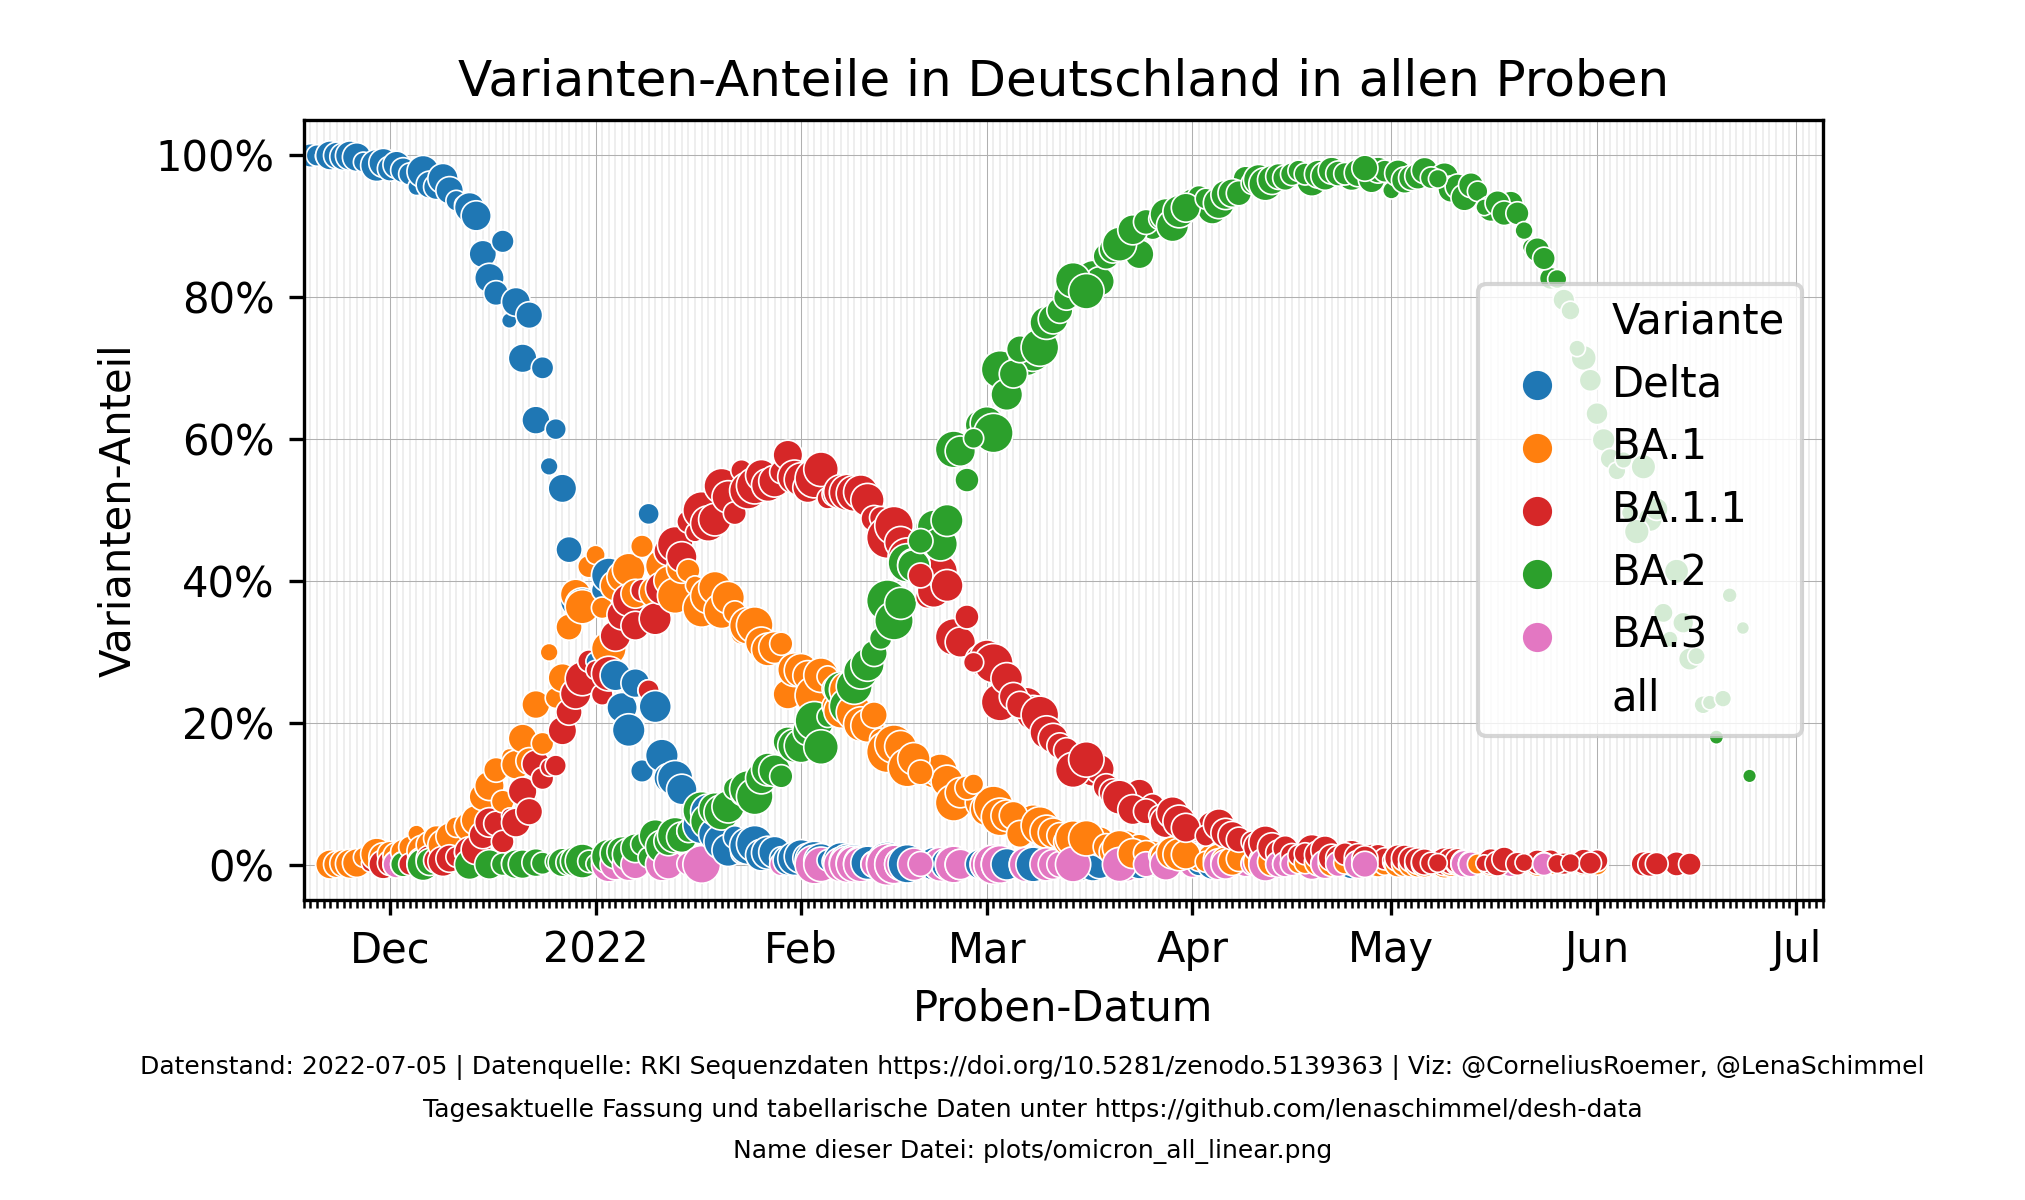 Varianten-Anteile in Deutschland in allen Proben
100%
80%
60%
40%
20%
0%
Varianten-Anteil
Variante
Delta
BA.1
BA.1.1
BA.2
BA.3
all
Dec 2022 Feb Mar Apr May Jun Jul
Proben-Datum
Datenstand: 2022-07-05 | Datenquelle: RKI Sequenzdaten https://doi.org/10.5281/zenodo.5139363 | Viz: @CorneliusRoemer, @LenaSchimmel
Tagesaktuelle Fassung und tabellarische Daten unter https://github.com/lenaschimmel/desh-data
Name dieser Datei: plots/omicron_all_linear.png